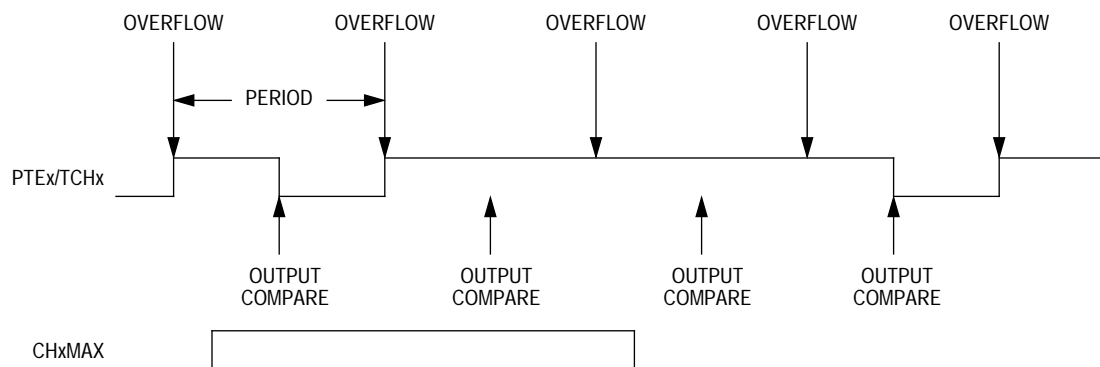 OVERFLOW OVERFLOW OVERFLOW OVERFLOW OVERFLOW
PERIOD
PTEx/TCHx
OUTPUT COMPARE
OUTPUT COMPARE
OUTPUT COMPARE
OUTPUT COMPARE
CHxMAX